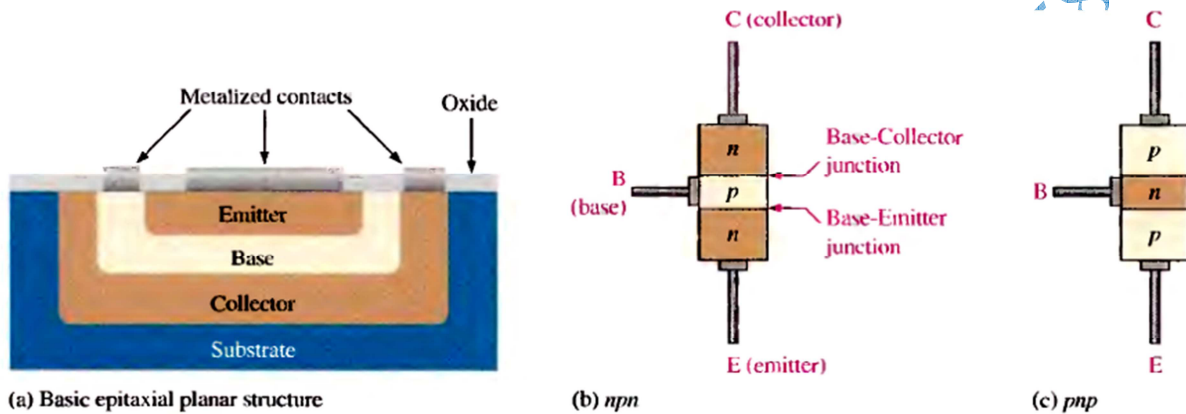 Metalized contacts
Oxide
Emitter
Base
Collector
Substrate
(a) Basic epitaxial planar structure
C (collector)
n
Base-Collector
junction
B
(base)
p
Base-Emitter
junction
n
E (emitter)
(b) npn
C
p
B
n
p
E
(c) pnp